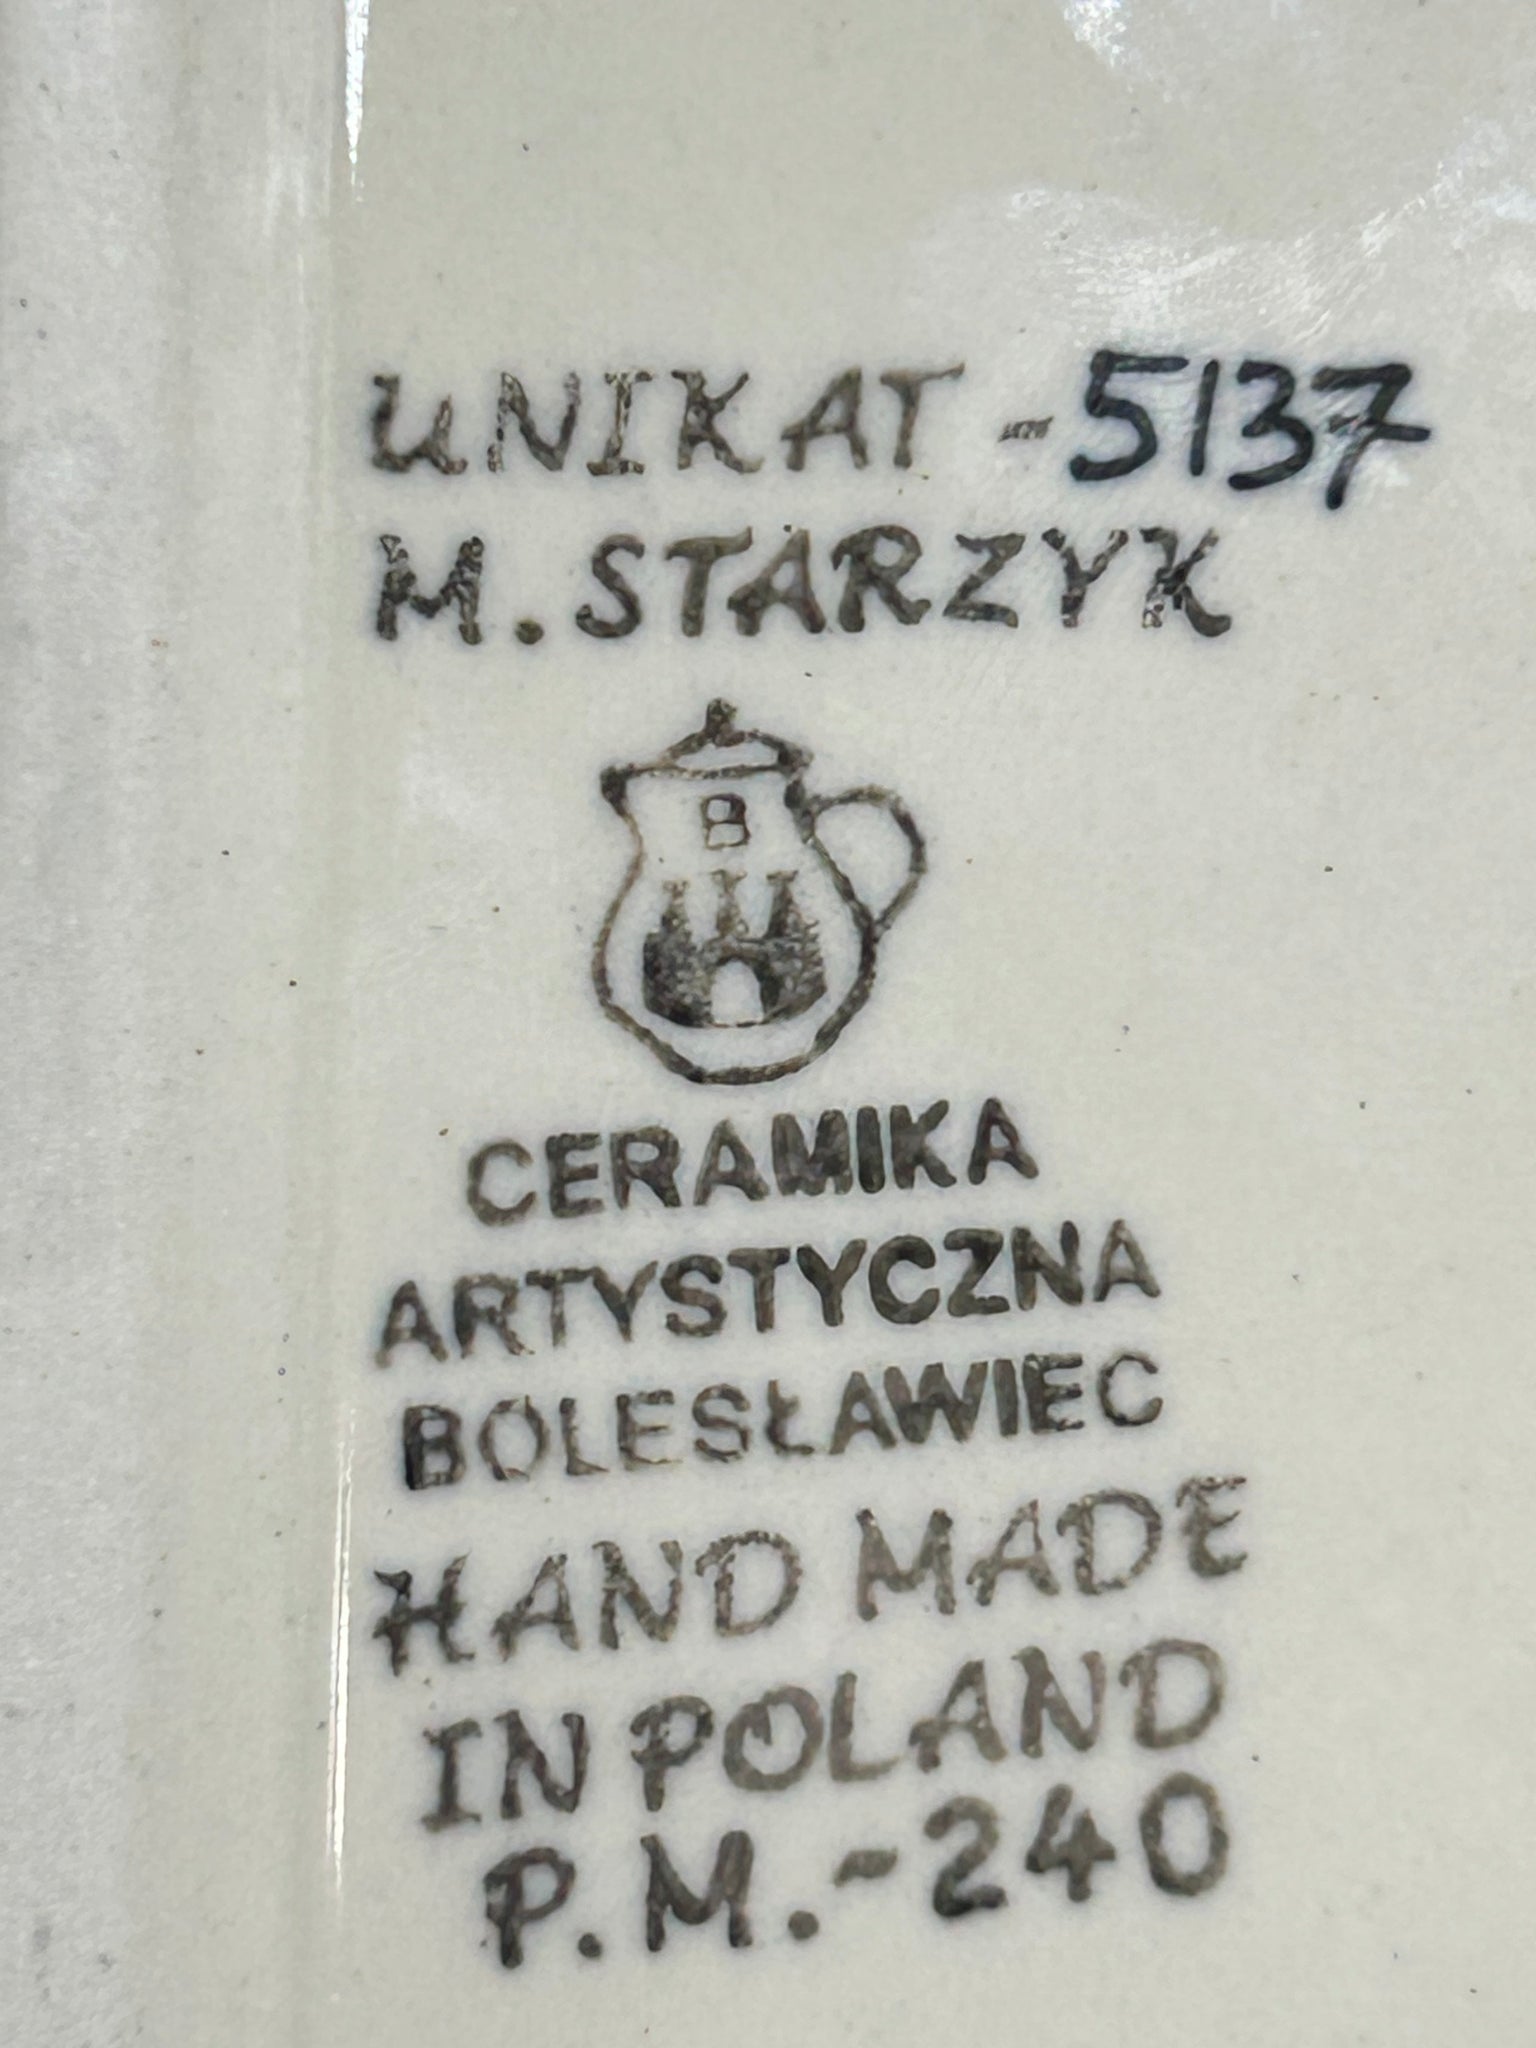 UNIKAT - 5137
M. STARZYK
B
CERAMIKA
ARTYSTYCZNA
BOLESŁAWIEC
HAND MADE
IN POLAND
P.M.-240